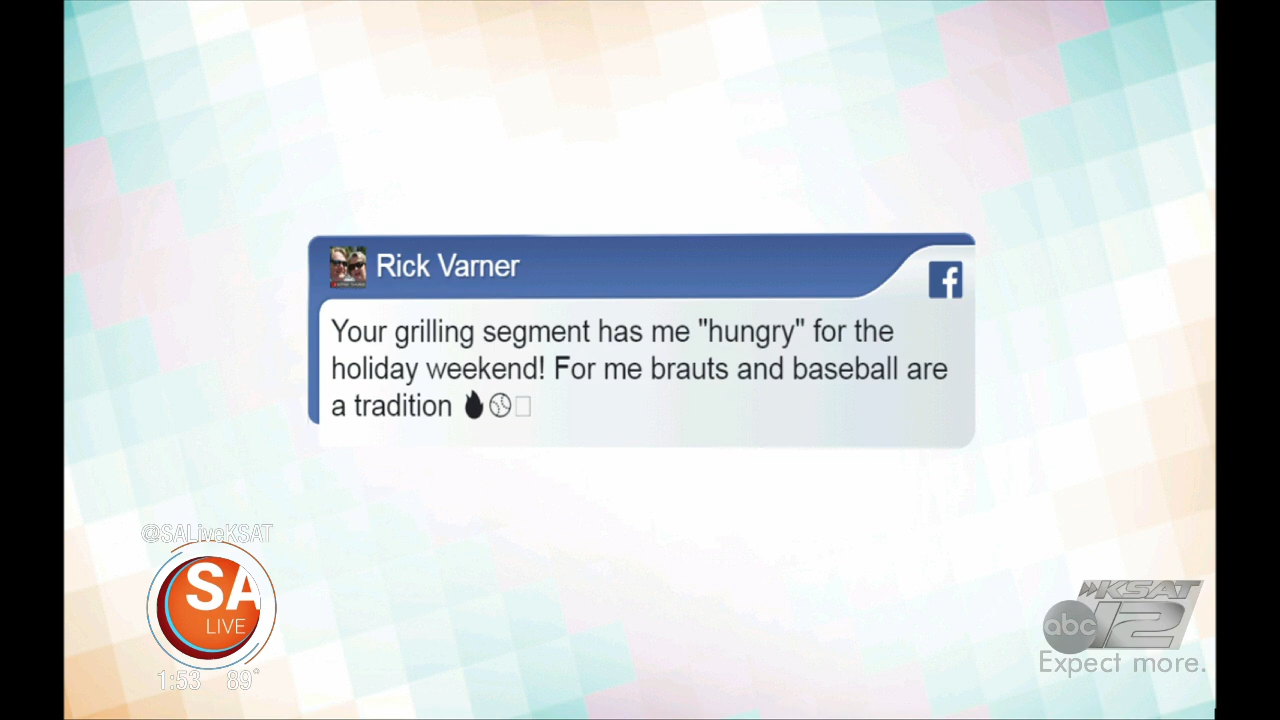 Rick Varner
Your grilling segment has me "hungry" for the
holiday weekend! For me brauts and baseball are
a tradition 🔥⚾
@SALiveKSAT
SA
LIVE
1:53 89°
KSAT
abc 12
Expect more.